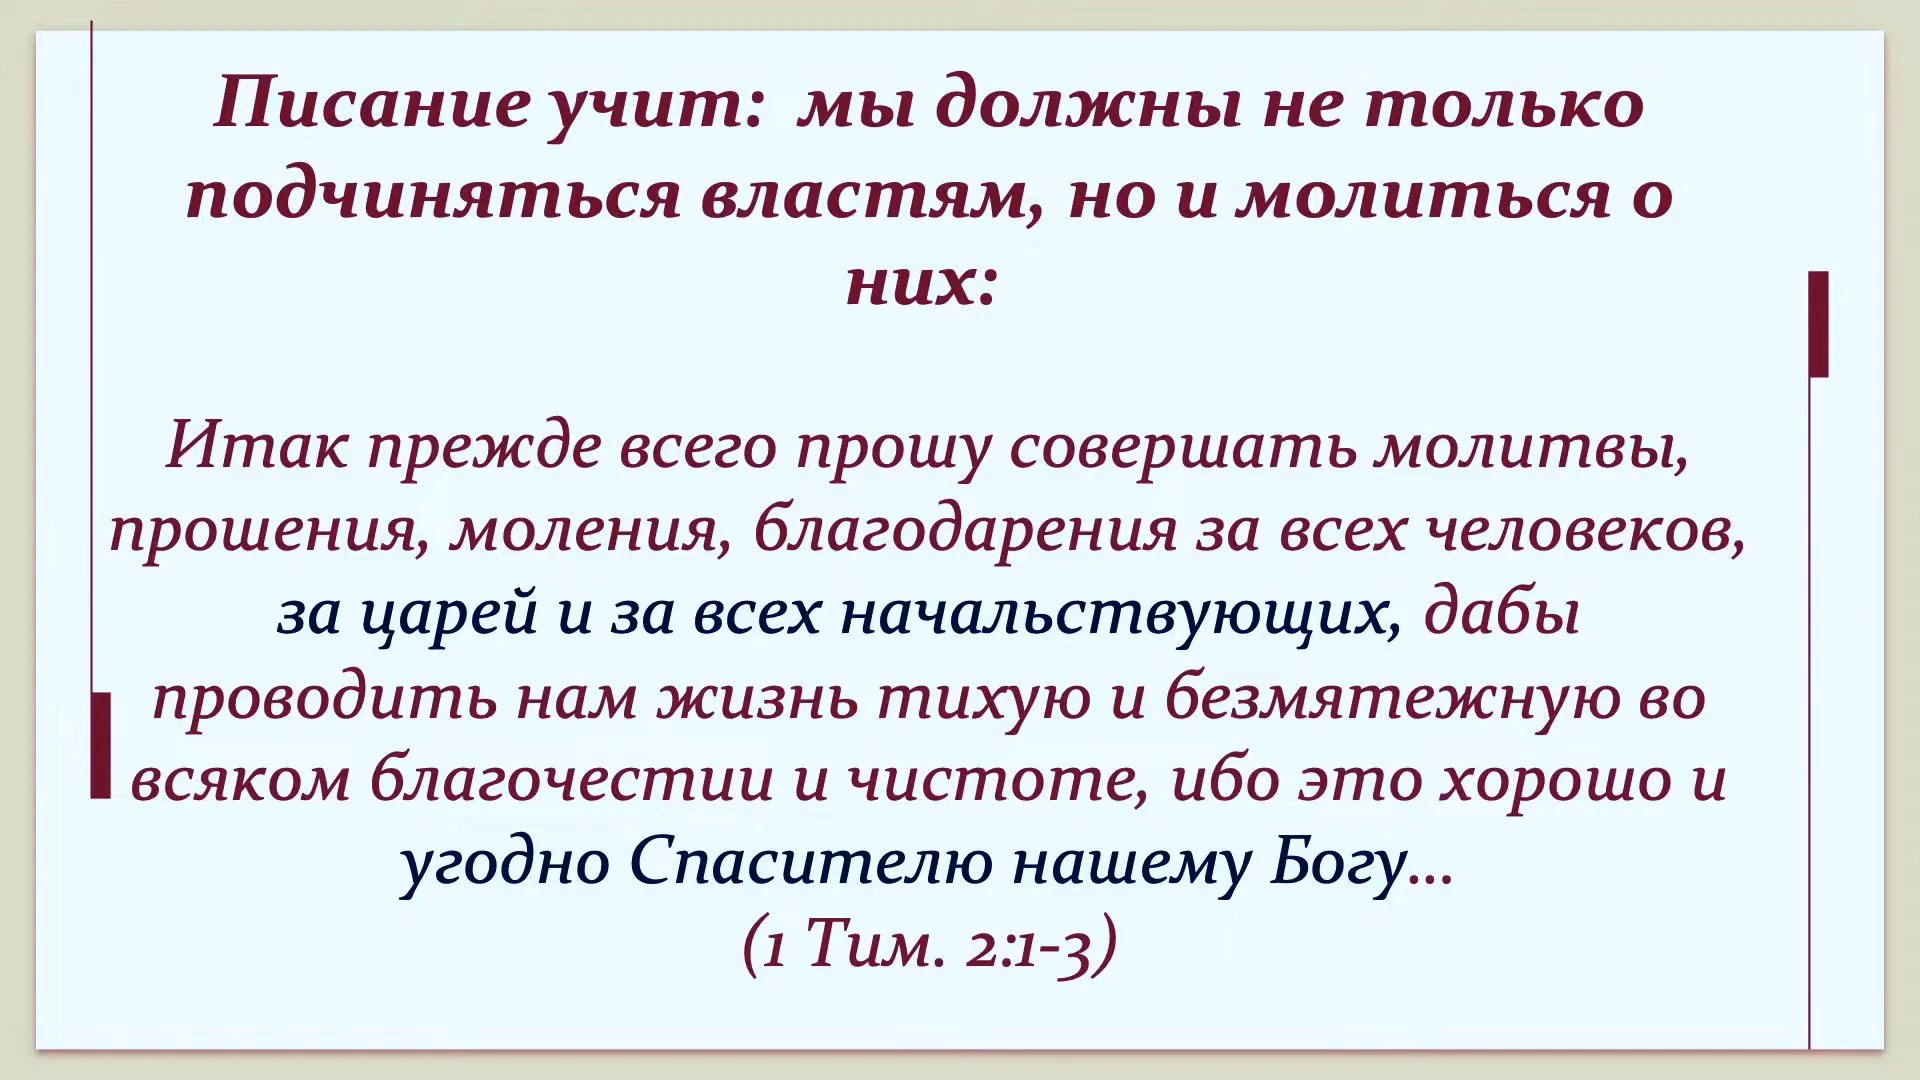 Писание учит: мы должны не только
подчиняться властям, но и молиться о
них:
Итак прежде всего прошу совершать молитвы,
прошения, моления, благодарения за всех человеков,
за царей и за всех начальствующих, дабы
проводить нам жизнь тихую и безмятежную во
всяком благочестии и чистоте, ибо это хорошо и
угодно Спасителю нашему Богу...
(1 Тим. 2:1-3)